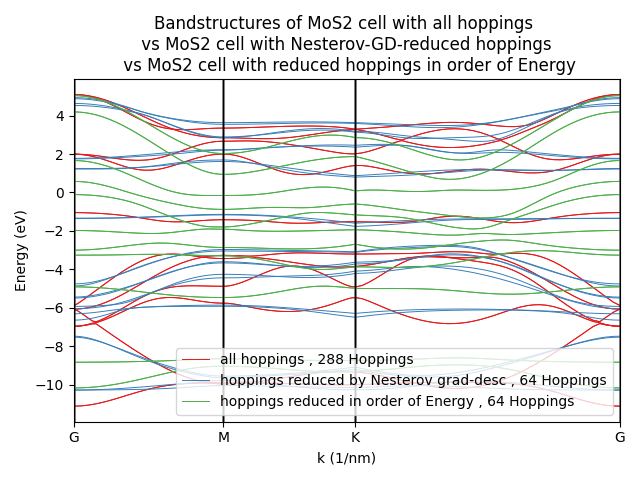 Bandstructures of MoS2 cell with all hoppings
vs MoS2 cell with Nesterov-GD-reduced hoppings
vs MoS2 cell with reduced hoppings in order of Energy
Energy (eV)
4
2
0
−2
−4
−6
−8
−10
all hoppings , 288 Hoppings
hoppings reduced by Nesterov grad-desc , 64 Hoppings
hoppings reduced in order of Energy , 64 Hoppings
G M K G
k (1/nm)